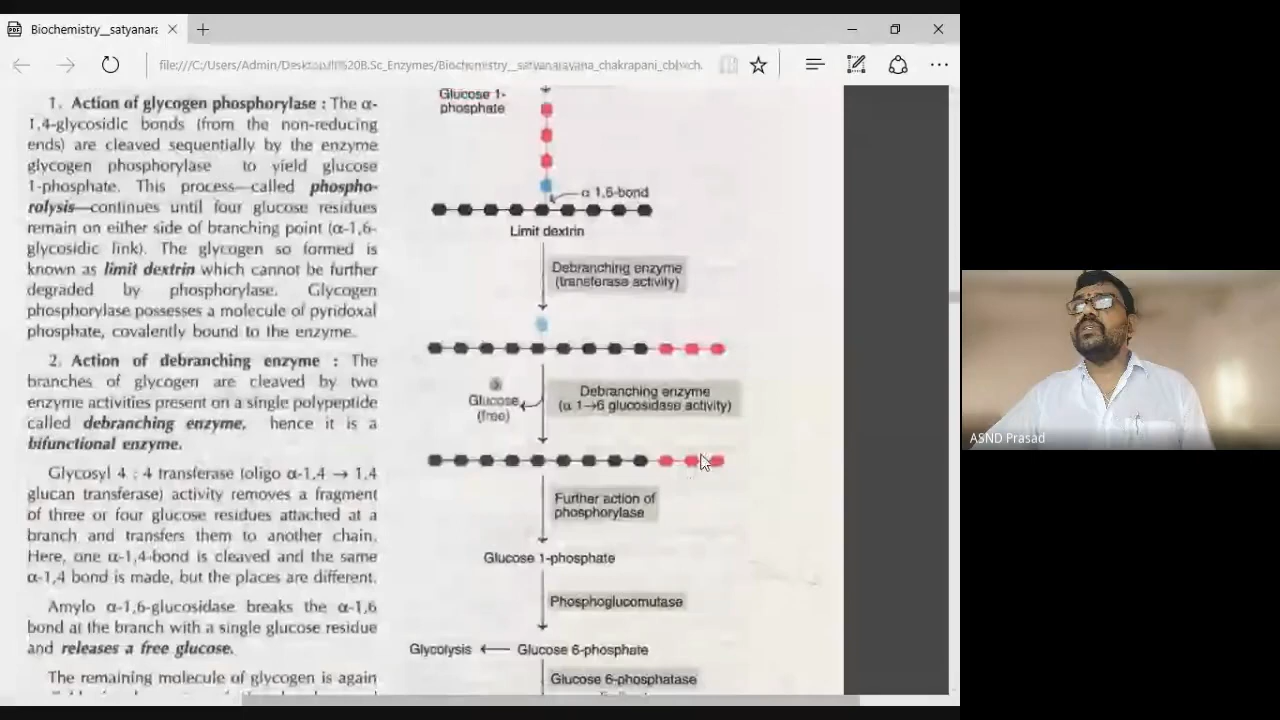 Biochemistry__satyanara
file:///C:/Users/Admin/Desktop/II%20B.Sc_Enzymes/Biochemistry__satyanarayana_chakrapani_cbl
1. Action of glycogen phosphorylase : The α-
1,4-glycosidic bonds (from the non-reducing
ends) are cleaved sequentially by the enzyme
glycogen phosphorylase to yield glucose
1-phosphate. This process—called phospho-
rolysis—continues until four glucose residues
remain on either side of branching point (α-1,6-
glycosidic link). The glycogen so formed is
known as limit dextrin which cannot be further
degraded by phosphorylase. Glycogen
phosphorylase possesses a molecule of pyridoxal
phosphate, covalently bound to the enzyme.
2. Action of debranching enzyme : The
branches of glycogen are cleaved by two
enzyme activities present on a single polypeptide
called debranching enzyme, hence it is a
bifunctional enzyme.
Glycosyl 4 : 4 transferase (oligo α-1,4 → 1,4
glucan transferase) activity removes a fragment
of three or four glucose residues attached at a
branch and transfers them to another chain.
Here, one α-1,4-bond is cleaved and the same
α-1,4 bond is made, but the places are different.
Amylo α-1,6-glucosidase breaks the α-1,6
bond at the branch with a single glucose residue
and releases a free glucose.
The remaining molecule of glycogen is again
Glucose 1-
phosphate
α 1,6-bond
Limit dextrin
Debranching enzyme
(transferase activity)
Glucose
(free)
Debranching enzyme
(α 1→6 glucosidase activity)
Further action of
phosphorylase
Glucose 1-phosphate
Phosphoglucomutase
Glycolysis ← Glucose 6-phosphate
Glucose 6-phosphatase
ASND Prasad